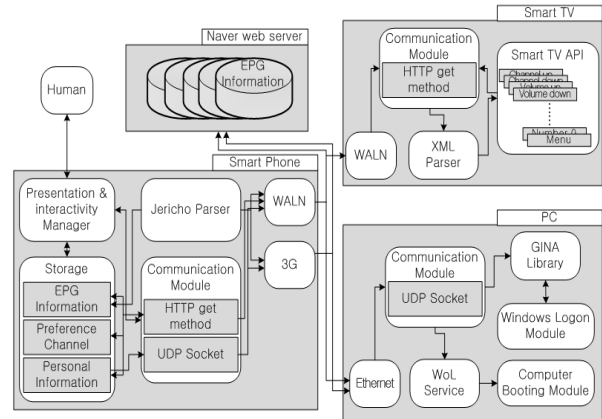 Naver web server
EPG
Information
Human
Smart Phone
Presentation &
interactivity
Manager
Jericho Parser
WALN
3G
Storage
EPG
Information
Preference
Channel
Personal
Information
Communication
Module
HTTP get
method
UDP Socket
Smart TV
Communication
Module
HTTP get
method
WALN
XML
Parser
Smart TV API
Channel up
Channel down
Volume up
Volume down
Number 0
Menu
PC
Communication
Module
UDP Socket
GINA
Library
Windows Logon
Module
Ethernet
WoL
Service
Computer
Booting Module